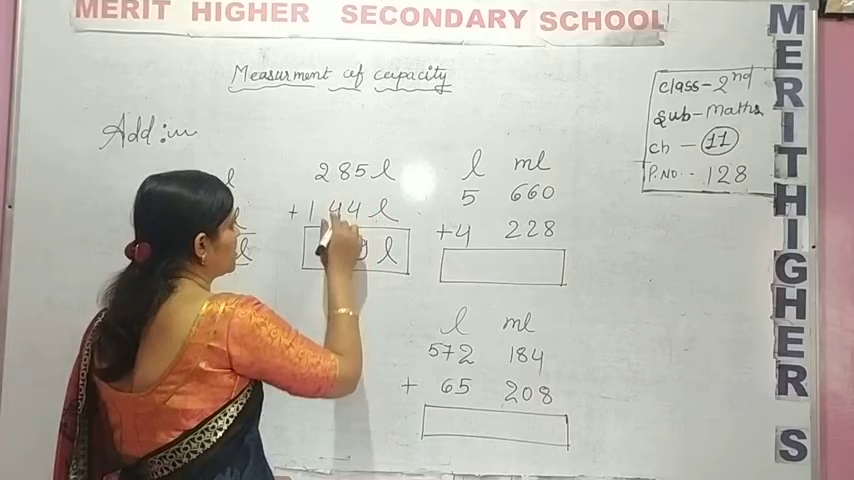 MERIT HIGHER SECONDARY SCHOOL
MERIT HIGHER S
Measurment of capacity
Class - 2nd
Sub - Maths
Ch - 11
P.NO. - 128
Add :-
l
l
l
285 l
+ 144 l
9 l
l ml
5 660
+4 228
l ml
572 184
+ 65 208